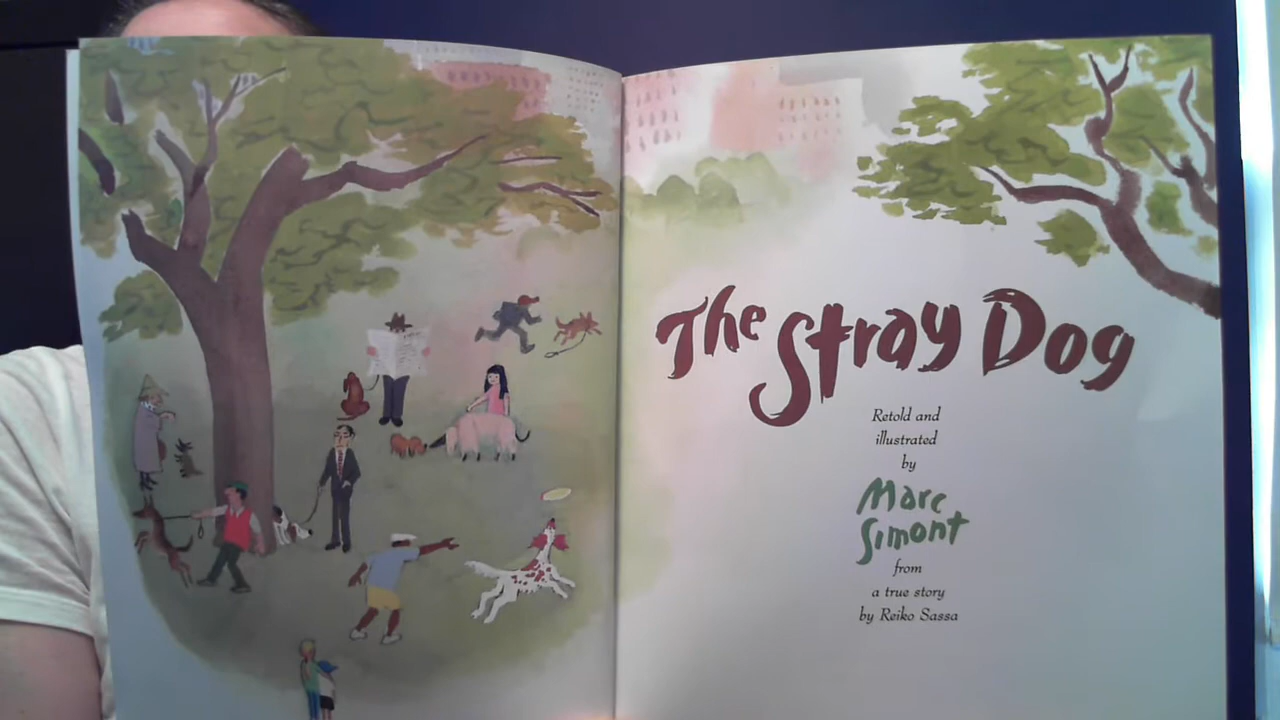 The Stray Dog
Retold and
illustrated
by
Marc
Simont
from
a true story
by Reiko Sassa